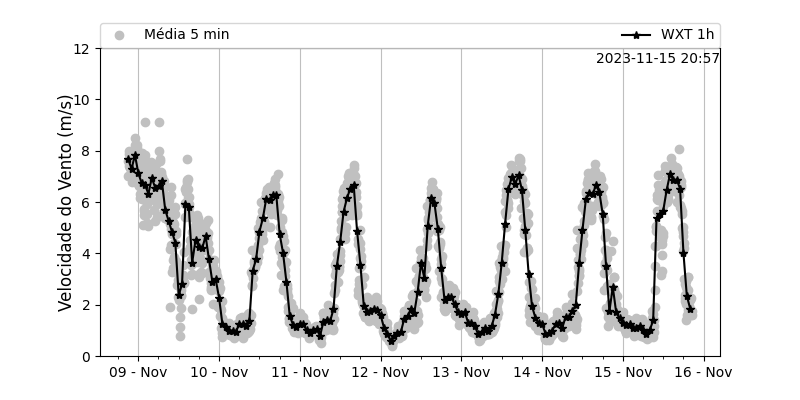 Média 5 min
WXT 1h
2023-11-15 20:57
Velocidade do Vento (m/s)
12
10
8
6
4
2
0
09 - Nov
10 - Nov
11 - Nov
12 - Nov
13 - Nov
14 - Nov
15 - Nov
16 - Nov